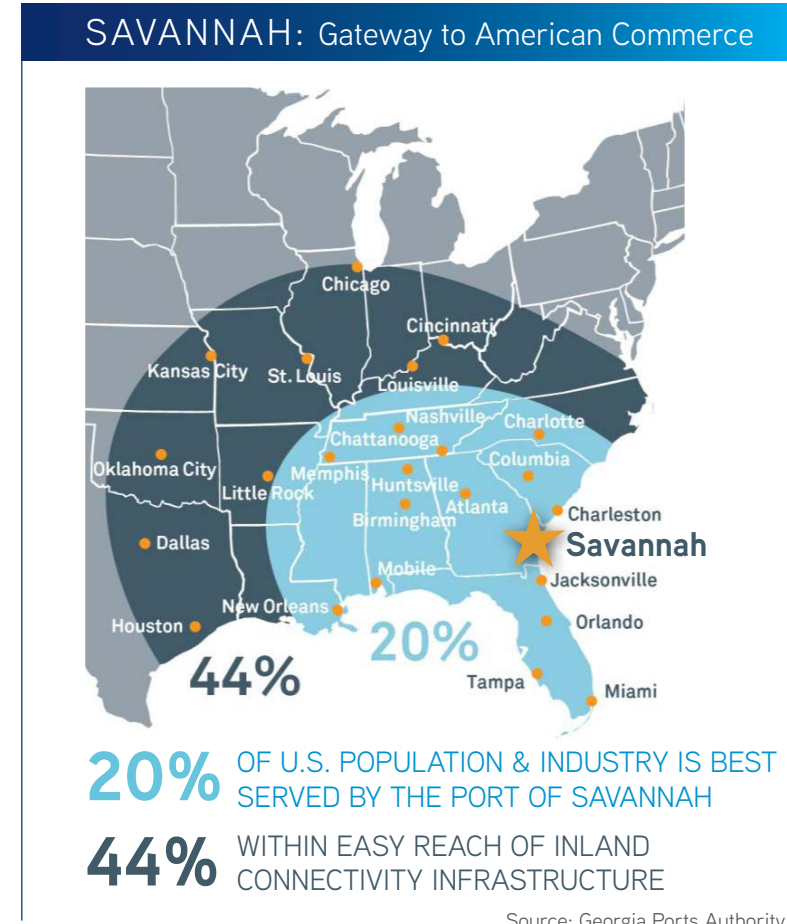 SAVANNAH: Gateway to American Commerce
Chicago
Cincinnati
Kansas City
St. Louis
Louisville
Nashville
Charlotte
Chattanooga
Columbia
Oklahoma City
Memphis
Huntsville
Little Rock
Atlanta
Birmingham
Charleston
Dallas
Savannah
Mobile
Jacksonville
New Orleans
Houston
Orlando
20%
44%
Tampa
Miami
20% OF U.S. POPULATION & INDUSTRY IS BEST
SERVED BY THE PORT OF SAVANNAH
44% WITHIN EASY REACH OF INLAND
CONNECTIVITY INFRASTRUCTURE
Source: Georgia Ports Authority